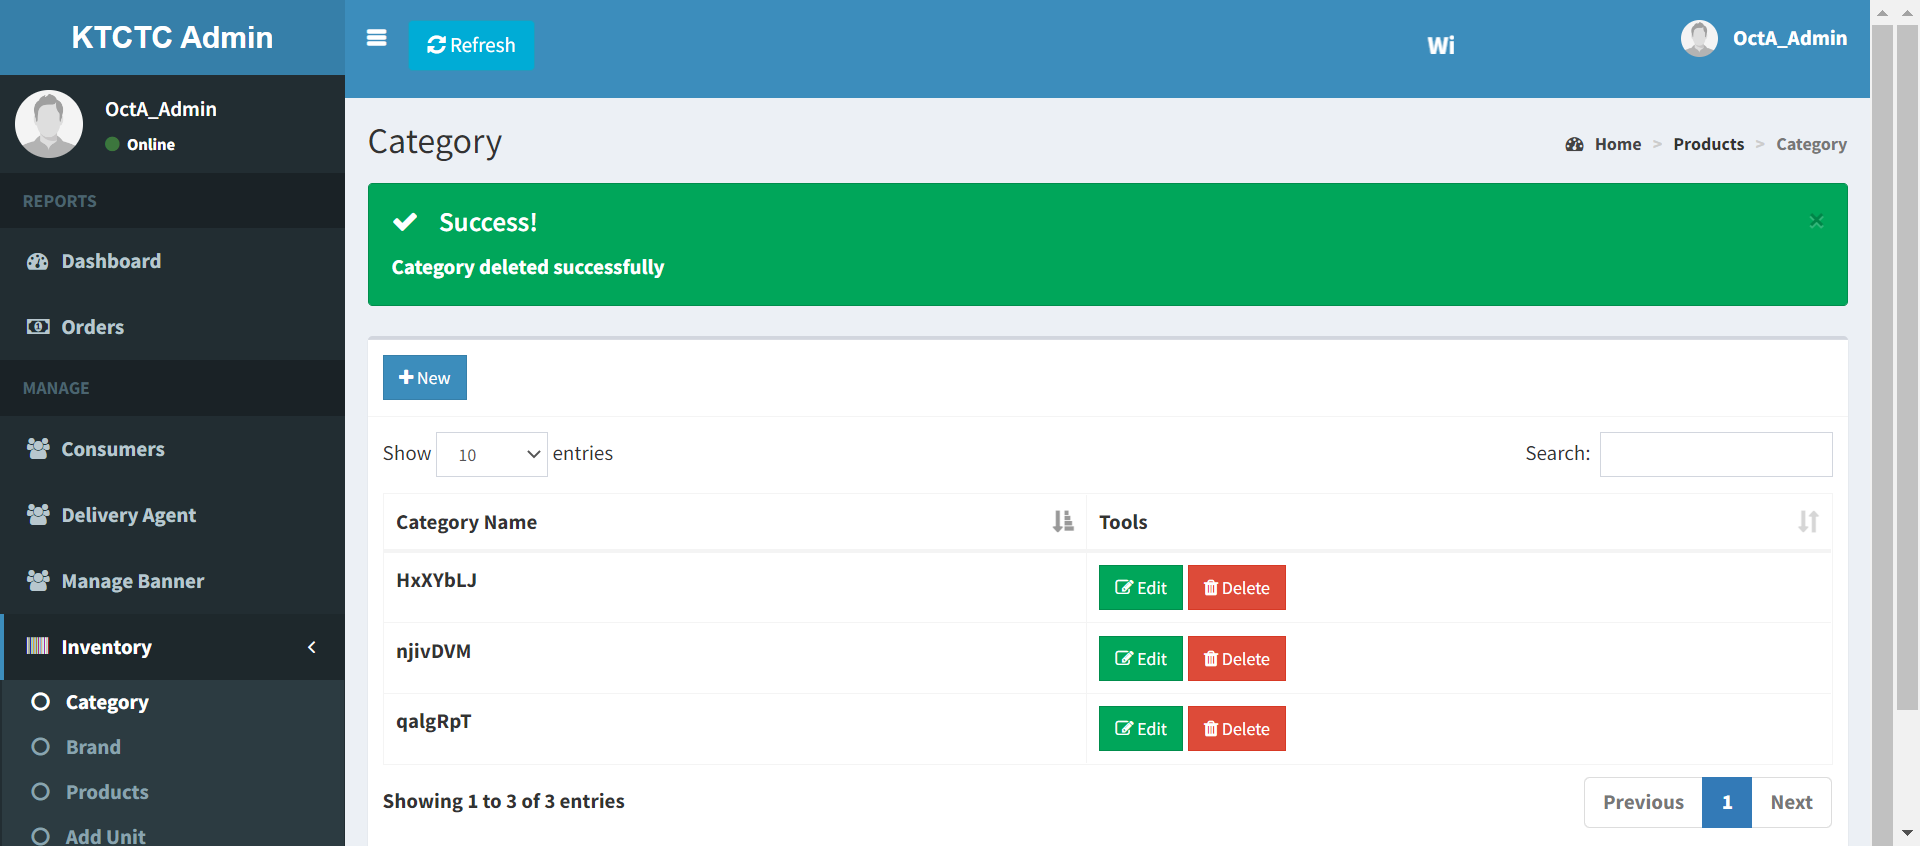 KTCTC Admin
Refresh
Wi
OctA_Admin
OctA_Admin
Online
REPORTS
Dashboard
Orders
MANAGE
Consumers
Delivery Agent
Manage Banner
Inventory
Category
Brand
Products
Add Unit
Category
Home > Products > Category
Success!
×
Category deleted successfully
New
Show 10 entries
Search:
Category Name Tools
HxXYbLJ Edit Delete
njivDVM Edit Delete
qalgRpT Edit Delete
Showing 1 to 3 of 3 entries
Previous 1 Next